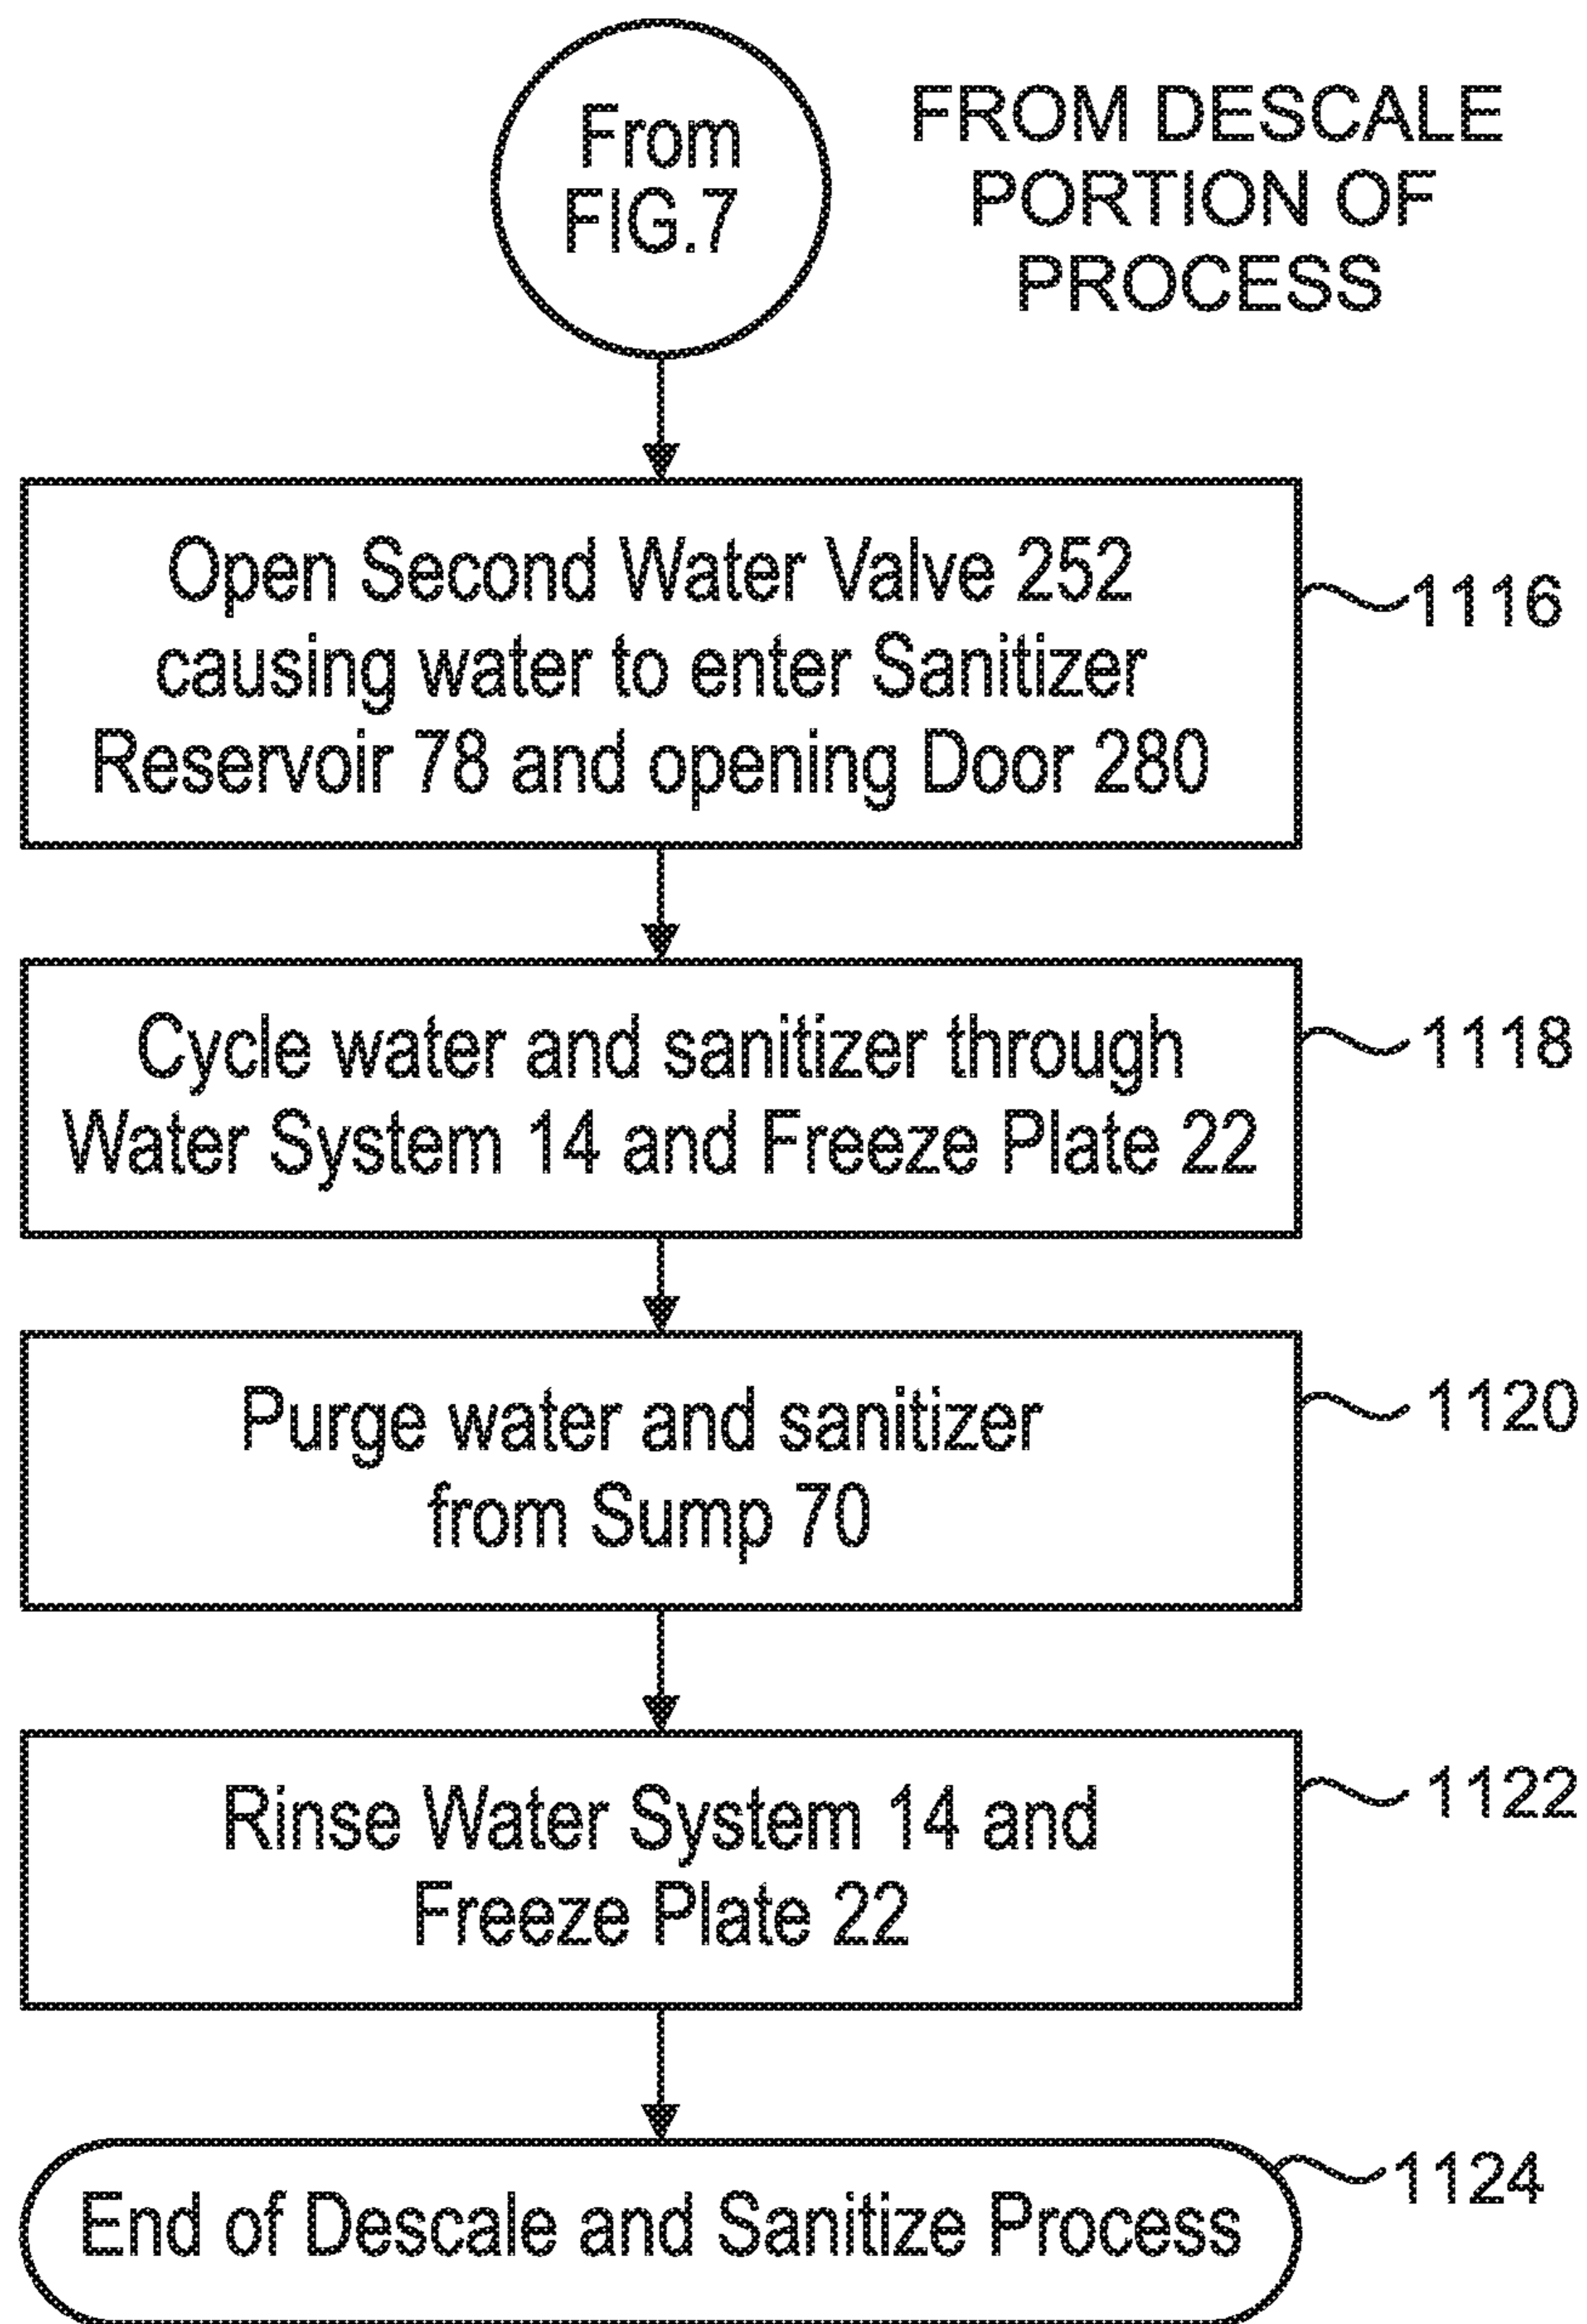 From
FIG.7
FROM DESCALE
PORTION OF
PROCESS
Open Second Water Valve 252
causing water to enter Sanitizer
Reservoir 78 and opening Door 280
1116
Cycle water and sanitizer through
Water System 14 and Freeze Plate 22
1118
Purge water and sanitizer
from Sump 70
1120
Rinse Water System 14 and
Freeze Plate 22
1122
End of Descale and Sanitize Process
1124